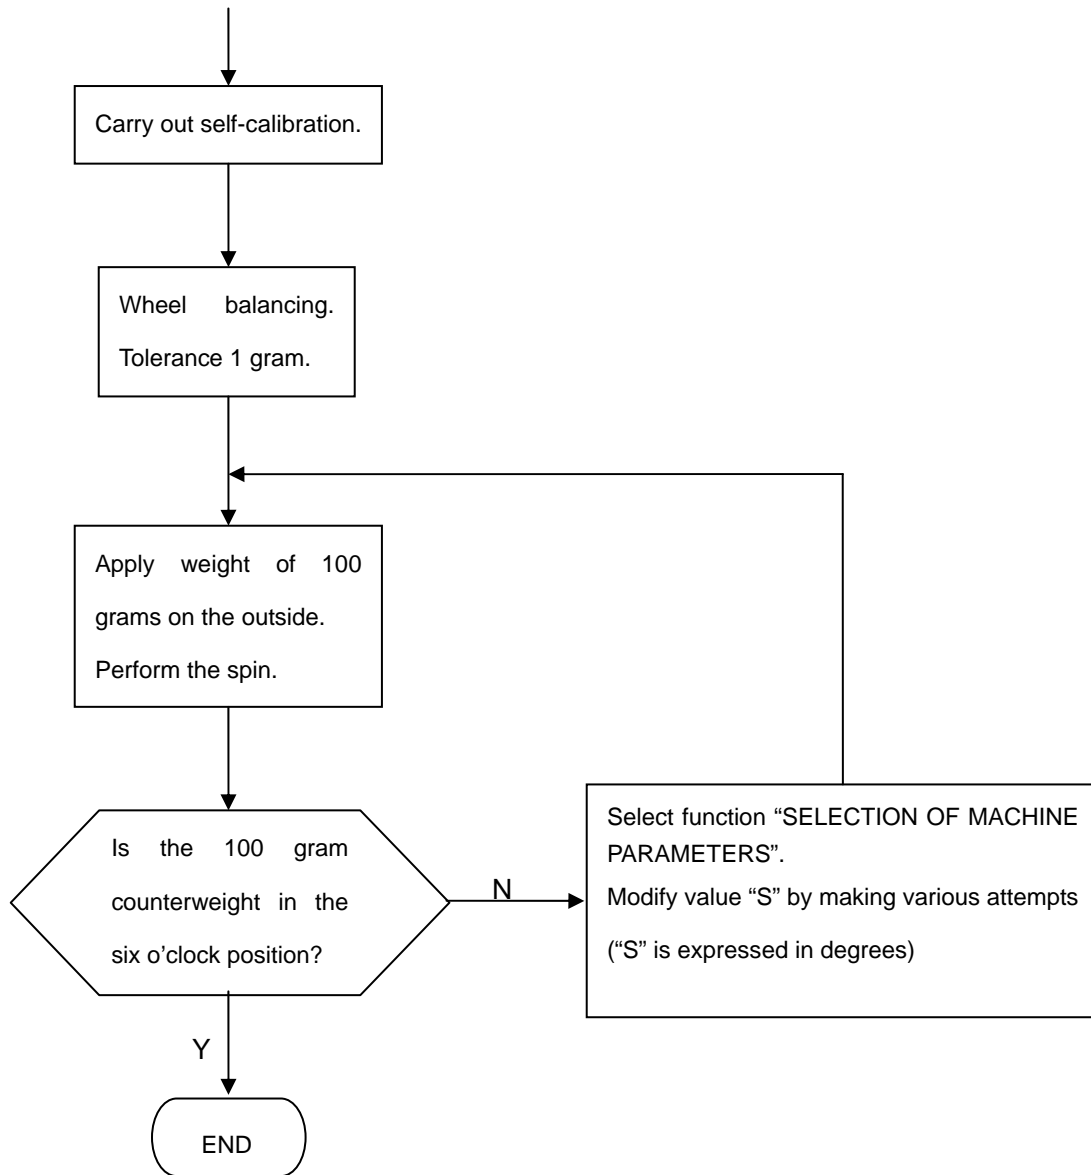 Carry out self-calibration.
Wheel balancing.
Tolerance 1 gram.
Apply weight of 100
grams on the outside.
Perform the spin.
Is the 100 gram
counterweight in the
six o’clock position?
N
Select function “SELECTION OF MACHINE
PARAMETERS”.
Modify value “S” by making various attempts
(“S” is expressed in degrees)
Y
END